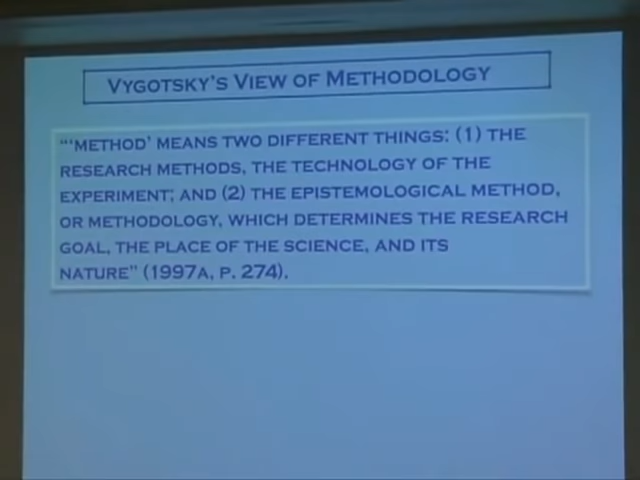 VYGOTSKY'S VIEW OF METHODOLOGY
"'METHOD' MEANS TWO DIFFERENT THINGS: (1) THE
RESEARCH METHODS, THE TECHNOLOGY OF THE
EXPERIMENT; AND (2) THE EPISTEMOLOGICAL METHOD,
OR METHODOLOGY, WHICH DETERMINES THE RESEARCH
GOAL, THE PLACE OF THE SCIENCE, AND ITS
NATURE" (1997A, P. 274).